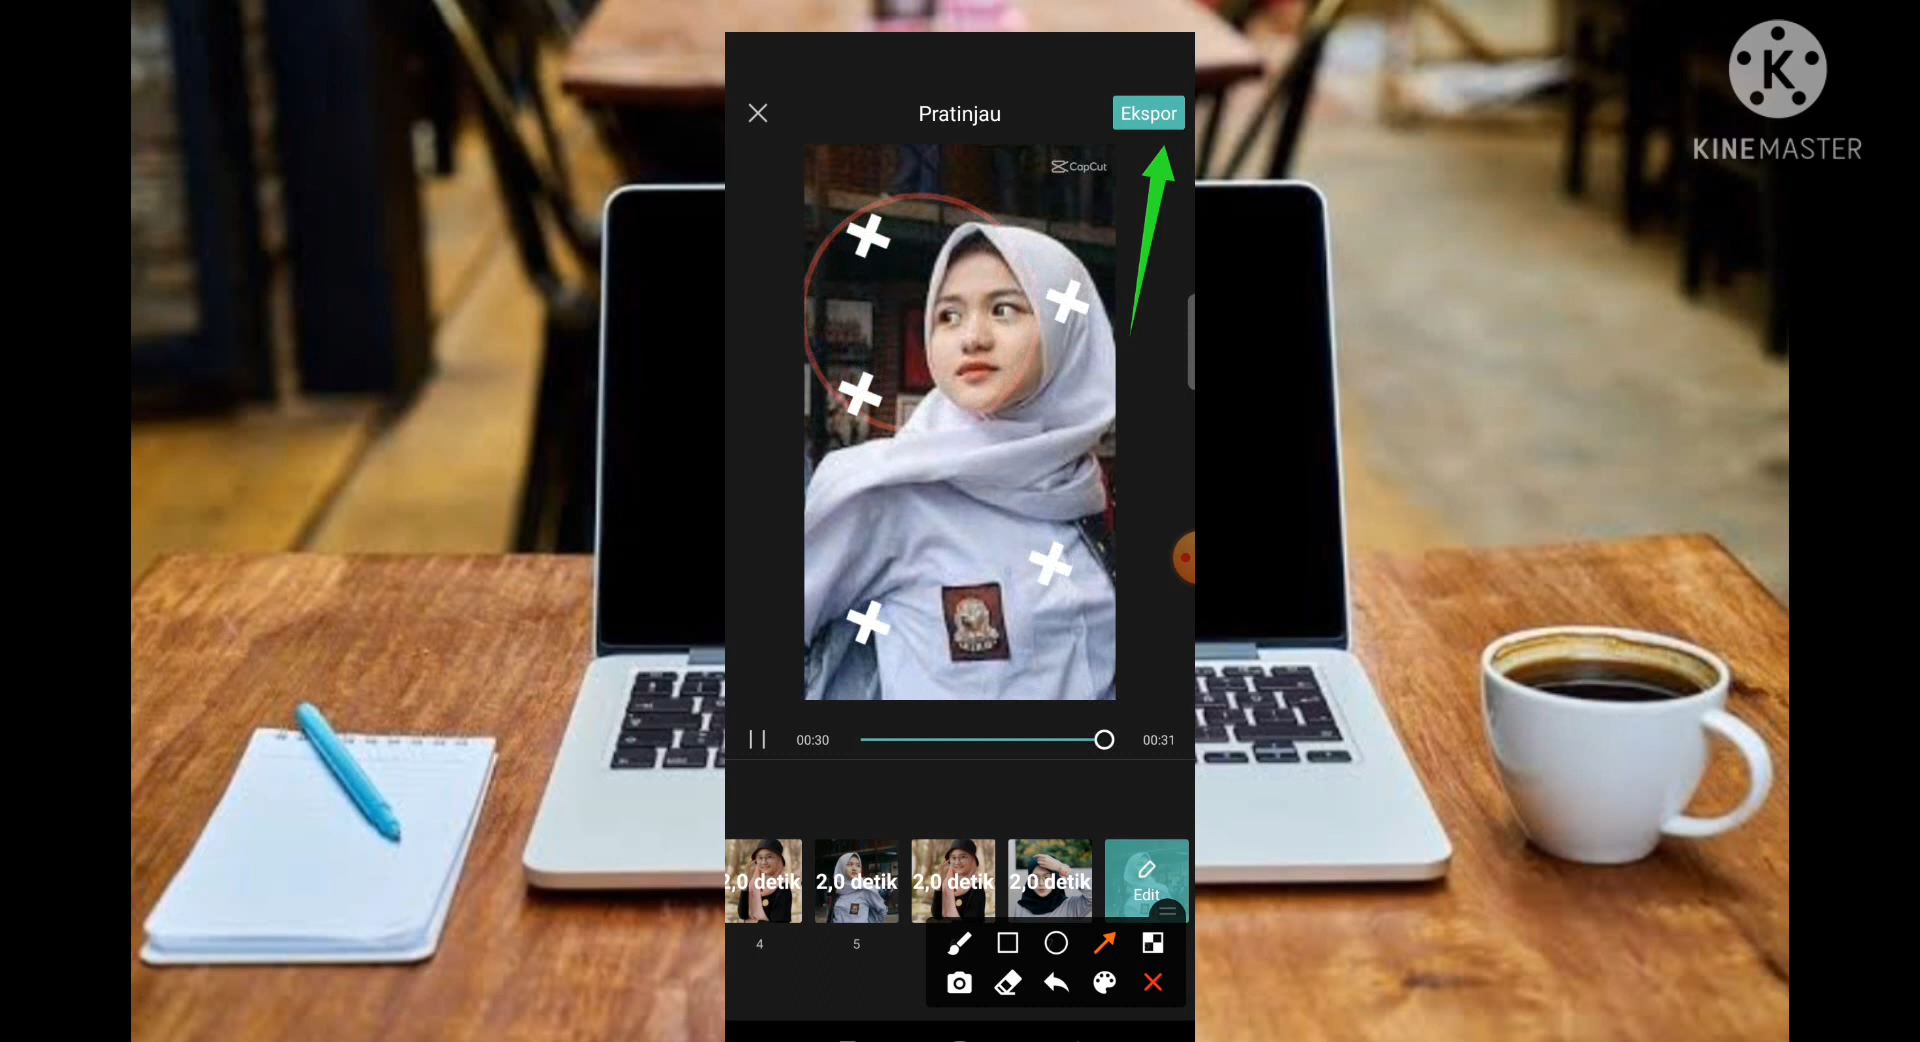 Pratinjau
Ekspor
K
KINEMASTER
CapCut
00:30
00:31
2,0 detik
2,0 detik
2,0 detik
2,0 detik
Edit
4
5